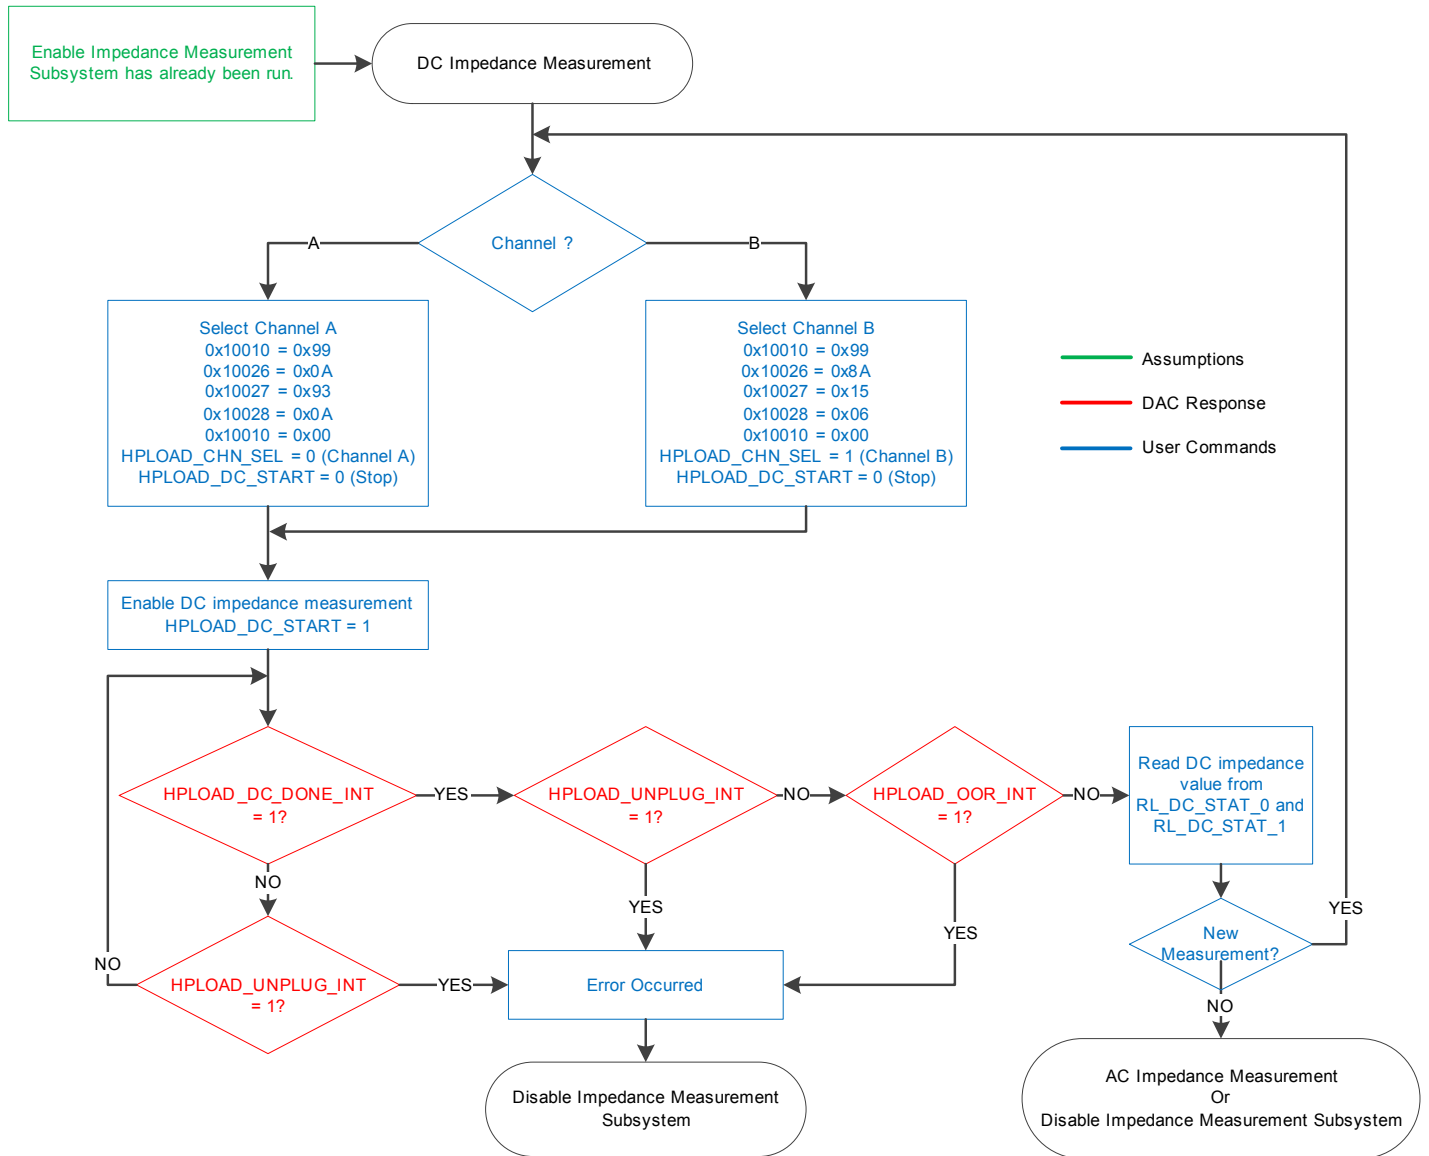 Enable Impedance Measurement
Subsystem has already been run.
DC Impedance Measurement
Channel ?
A
B
Select Channel A
0x10010 = 0x99
0x10026 = 0x0A
0x10027 = 0x93
0x10028 = 0x0A
0x10010 = 0x00
HPLOAD_CHN_SEL = 0 (Channel A)
HPLOAD_DC_START = 0 (Stop)
Select Channel B
0x10010 = 0x99
0x10026 = 0x8A
0x10027 = 0x15
0x10028 = 0x06
0x10010 = 0x00
HPLOAD_CHN_SEL = 1 (Channel B)
HPLOAD_DC_START = 0 (Stop)
Assumptions
DAC Response
User Commands
Enable DC impedance measurement
HPLOAD_DC_START = 1
HPLOAD_DC_DONE_INT
= 1?
YES
HPLOAD_UNPLUG_INT
= 1?
NO
HPLOAD_OOR_INT
= 1?
NO
Read DC impedance
value from
RL_DC_STAT_0 and
RL_DC_STAT_1
NO
YES
YES
New
Measurement?
YES
NO
HPLOAD_UNPLUG_INT
= 1?
YES
NO
Error Occurred
Disable Impedance Measurement
Subsystem
AC Impedance Measurement
Or
Disable Impedance Measurement Subsystem